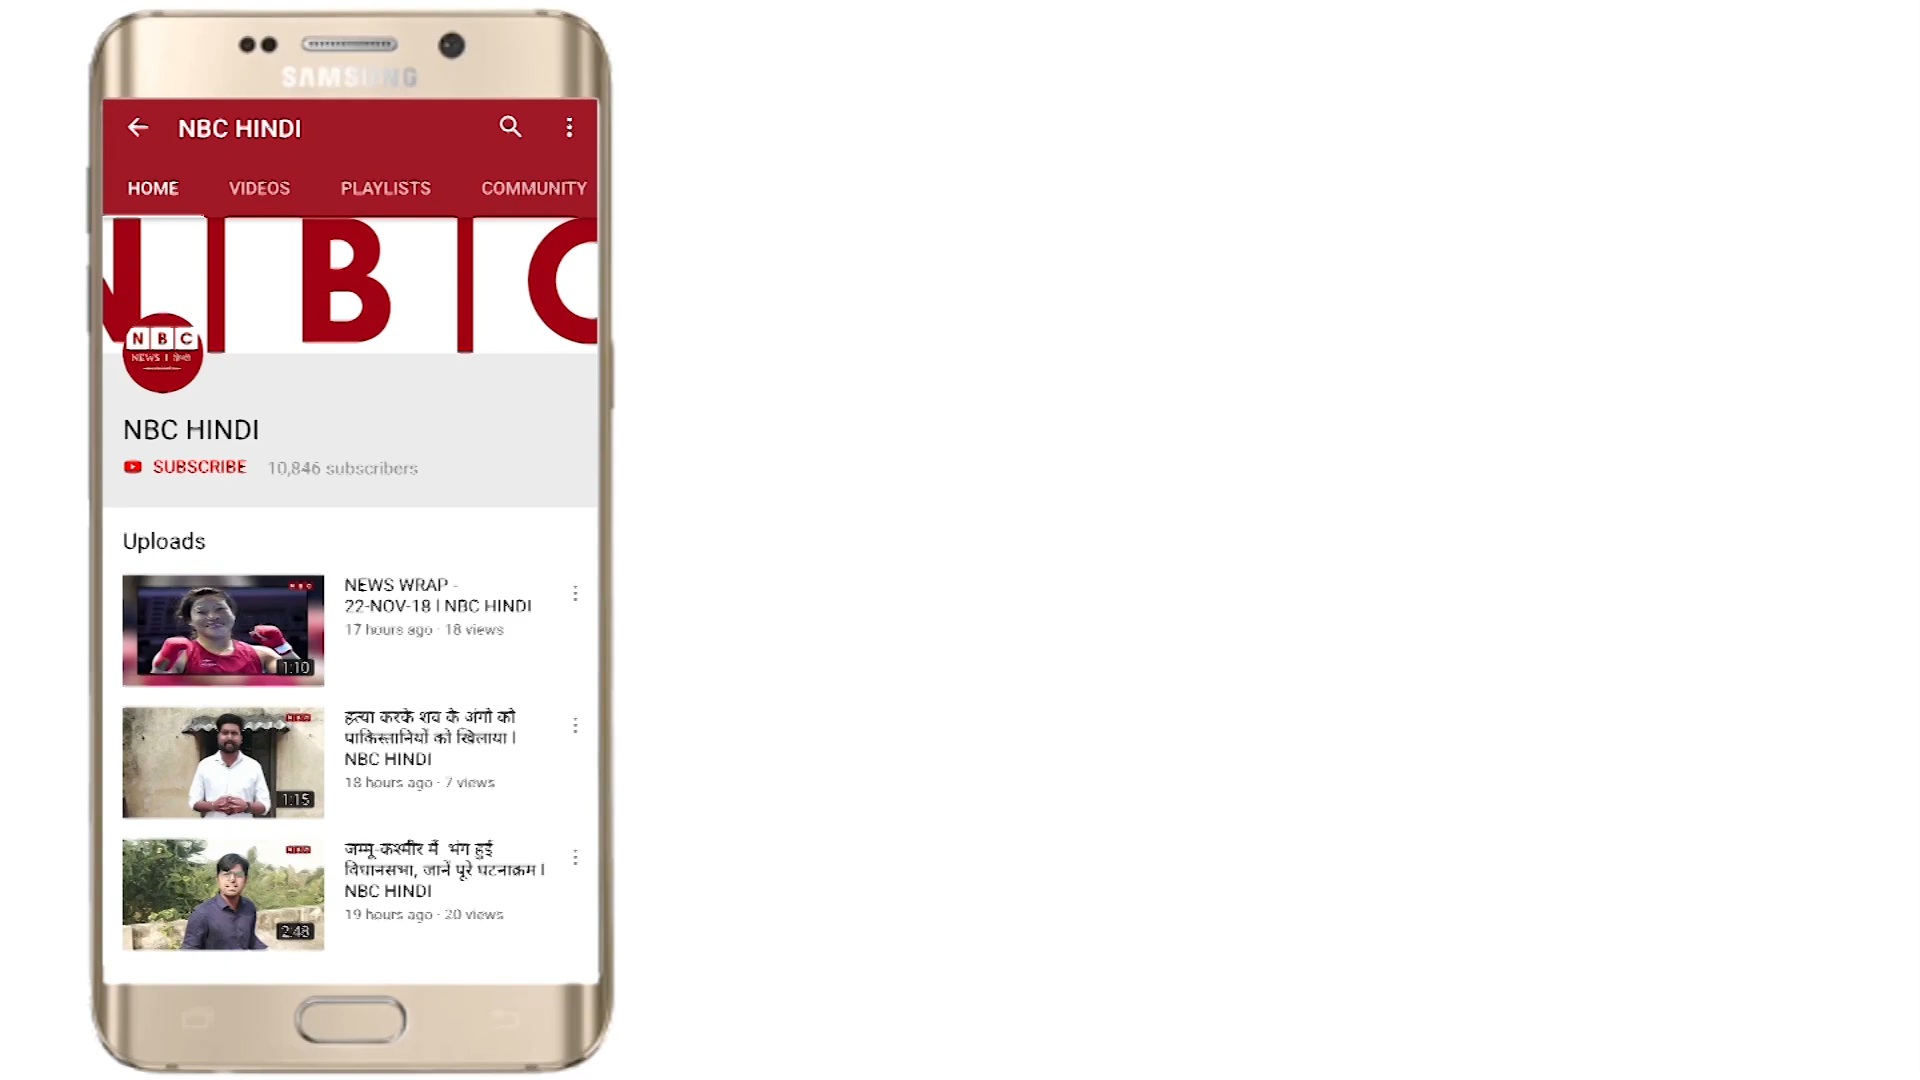 SAMSUNG
NBC HINDI
HOME VIDEOS PLAYLISTS COMMUNITY
N B C
N B C
NEWS | हिन्दी
NBC HINDI
SUBSCRIBE 10,846 subscribers
Uploads
NEWS WRAP -
22-NOV-18 | NBC HINDI
17 hours ago · 18 views
1:10
हत्या करके शव के अंगों को
पाकिस्तानियों को खिलाया |
NBC HINDI
18 hours ago · 7 views
1:15
जम्मू-कश्मीर में भंग हुई
विधानसभा, जानें पूरे घटनाक्रम |
NBC HINDI
19 hours ago · 20 views
2:48